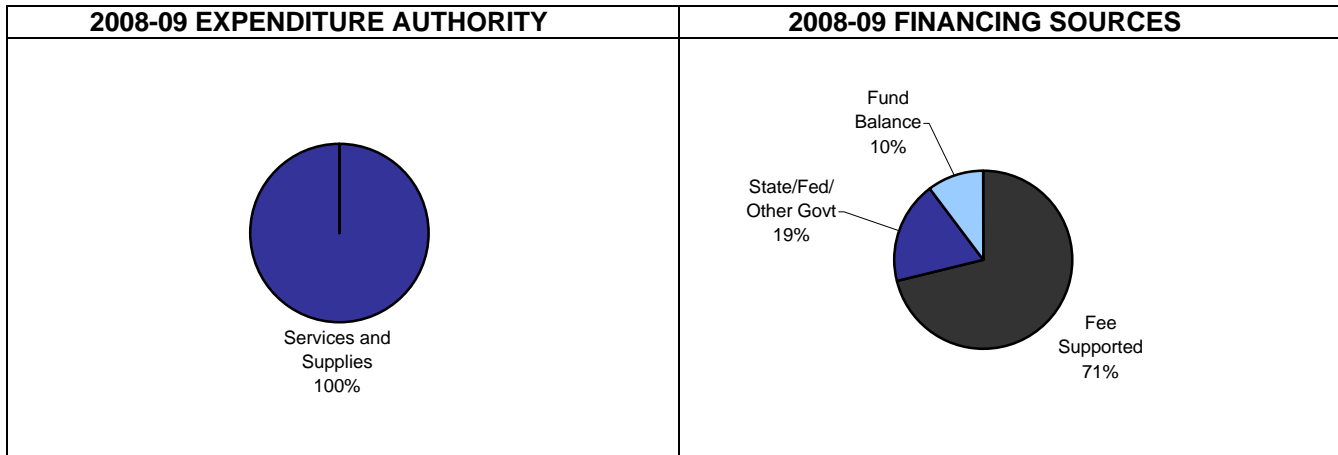 2008-09 EXPENDITURE AUTHORITY
Services and
Supplies
100%
2008-09 FINANCING SOURCES
Fund
Balance
10%
State/Fed/
Other Govt
19%
Fee
Supported
71%